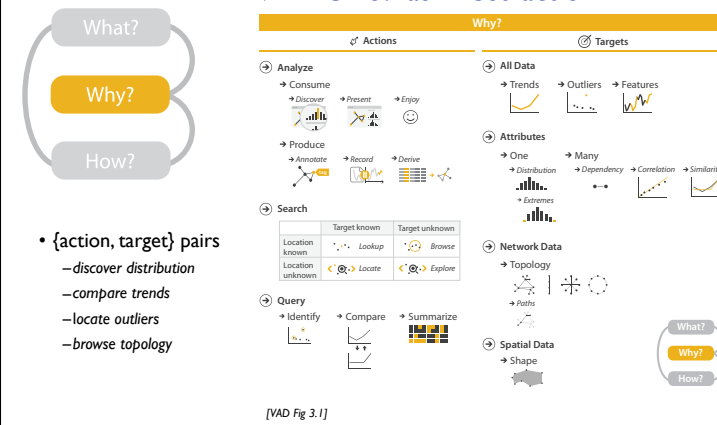 What?
Why?
How?
• {action, target} pairs
–discover distribution
–compare trends
–locate outliers
–browse topology
Why?
Actions
Targets
Analyze
Consume
Discover Present Enjoy
Produce
Annotate Record Derive
tag
Search
Target known Target unknown
Location known Lookup Browse
Location unknown Locate Explore
Query
Identify Compare Summarize
All Data
Trends Outliers Features
Attributes
One Many
Distribution Dependency Correlation
Extremes
Network Data
Topology
Paths
Spatial Data
Shape
What?
Why?
How?
[VAD Fig 3.1]